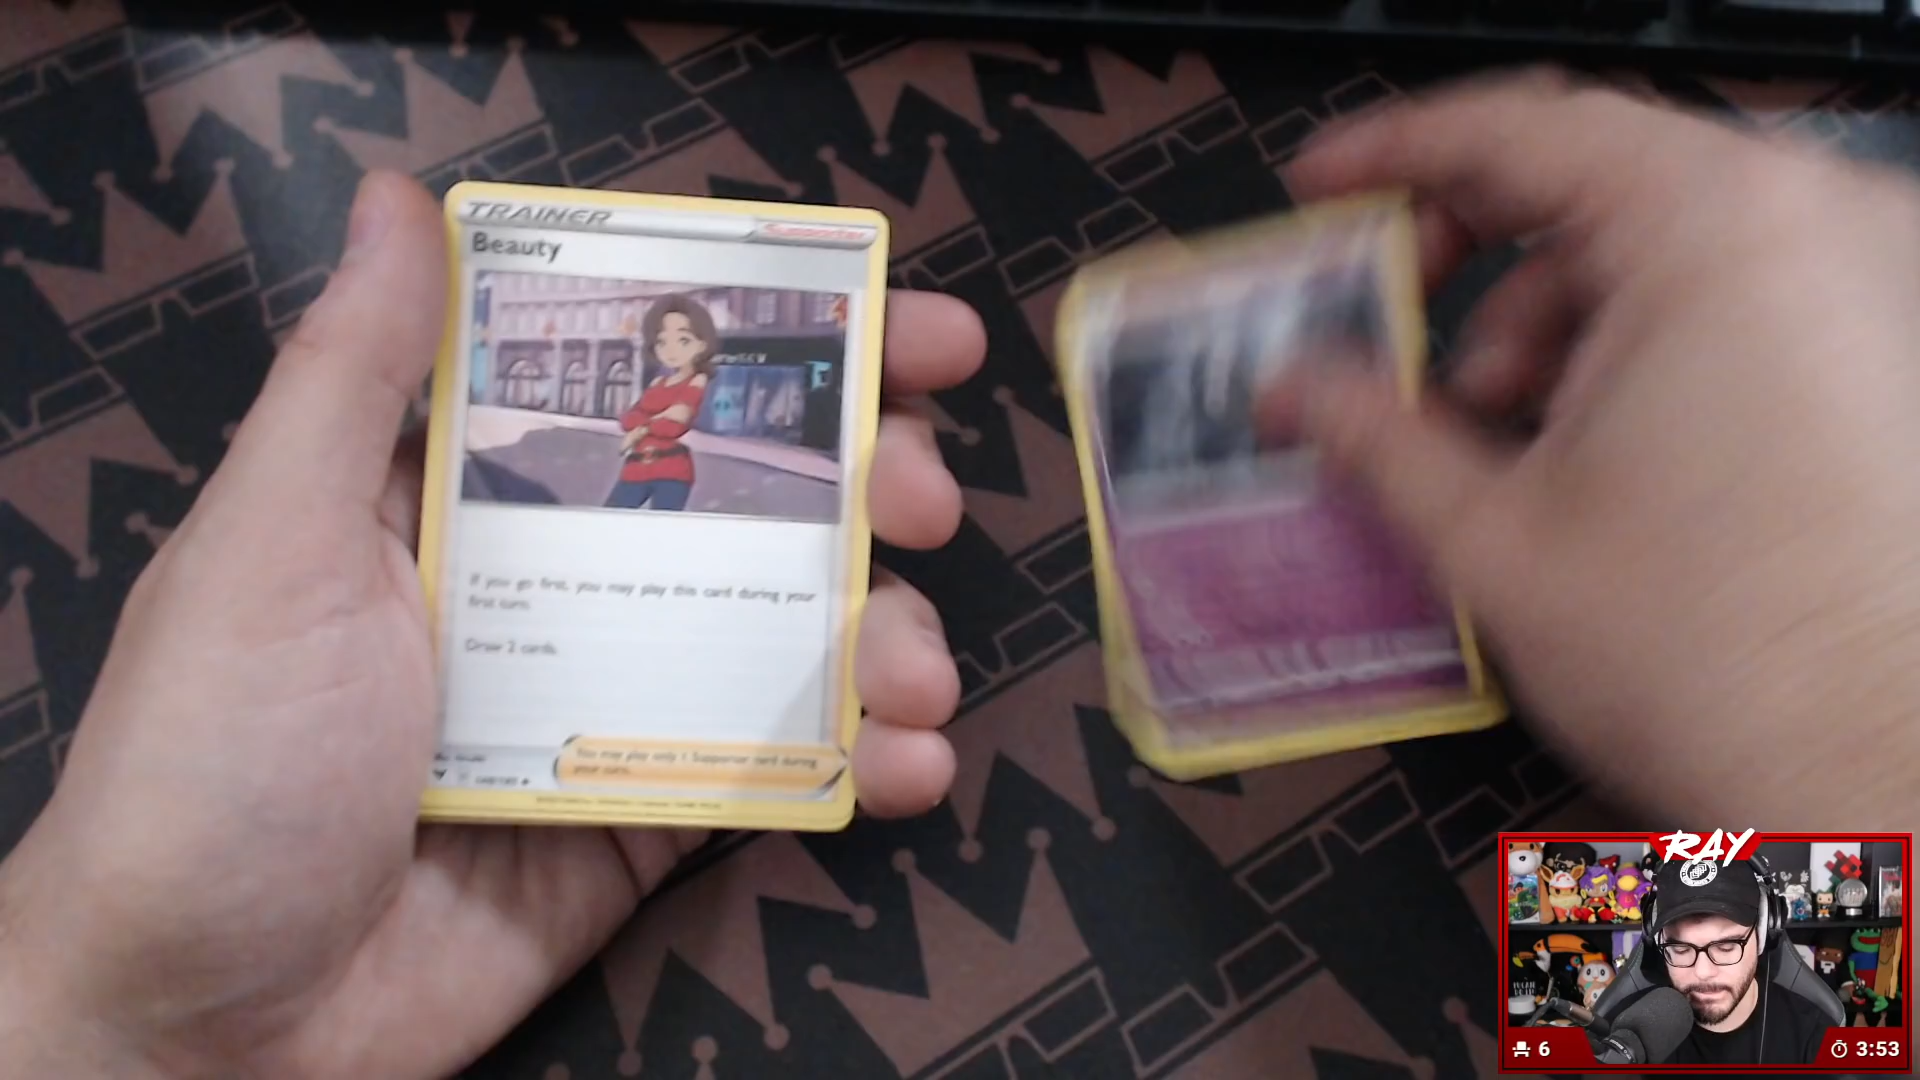 TRAINER
Supporter
Beauty
If you go first, you may play this card during your
first turn.
Draw 2 cards.
You may play only 1 Supporter card during
your turn.
RAY
6
3:53